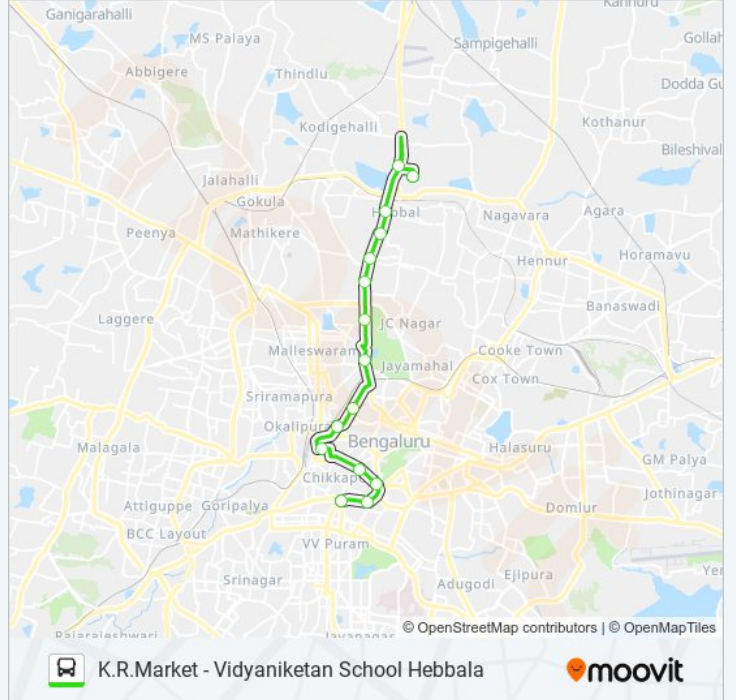 Ganigarahalli
Kannuru
MS Palaya
Sampigehalli
Gollah
Abbigere
Thindlu
Dodda Gu
Kodigehalli
Kothanur
Bileshival
Jalahalli
Gokula
Hebbal
Nagavara
Agara
Peenya
Mathikere
Hennur
Horamavu
Banaswadi
Laggere
JC Nagar
Malleswaram
Cooke Town
Jayamahal
Cox Town
Sriramapura
Okalipura
Bengaluru
Malagala
Halasuru
GM Palya
Chikkap
Jothinagar
Attiguppe
Goripalya
Domlur
BCC Layout
VV Puram
Yer
Srinagar
Adugodi
Ejipura
Rajarajeshwari
Jayanagar
© OpenStreetMap contributors | © OpenMapTiles
K.R.Market - Vidyaniketan School Hebbala
moovit